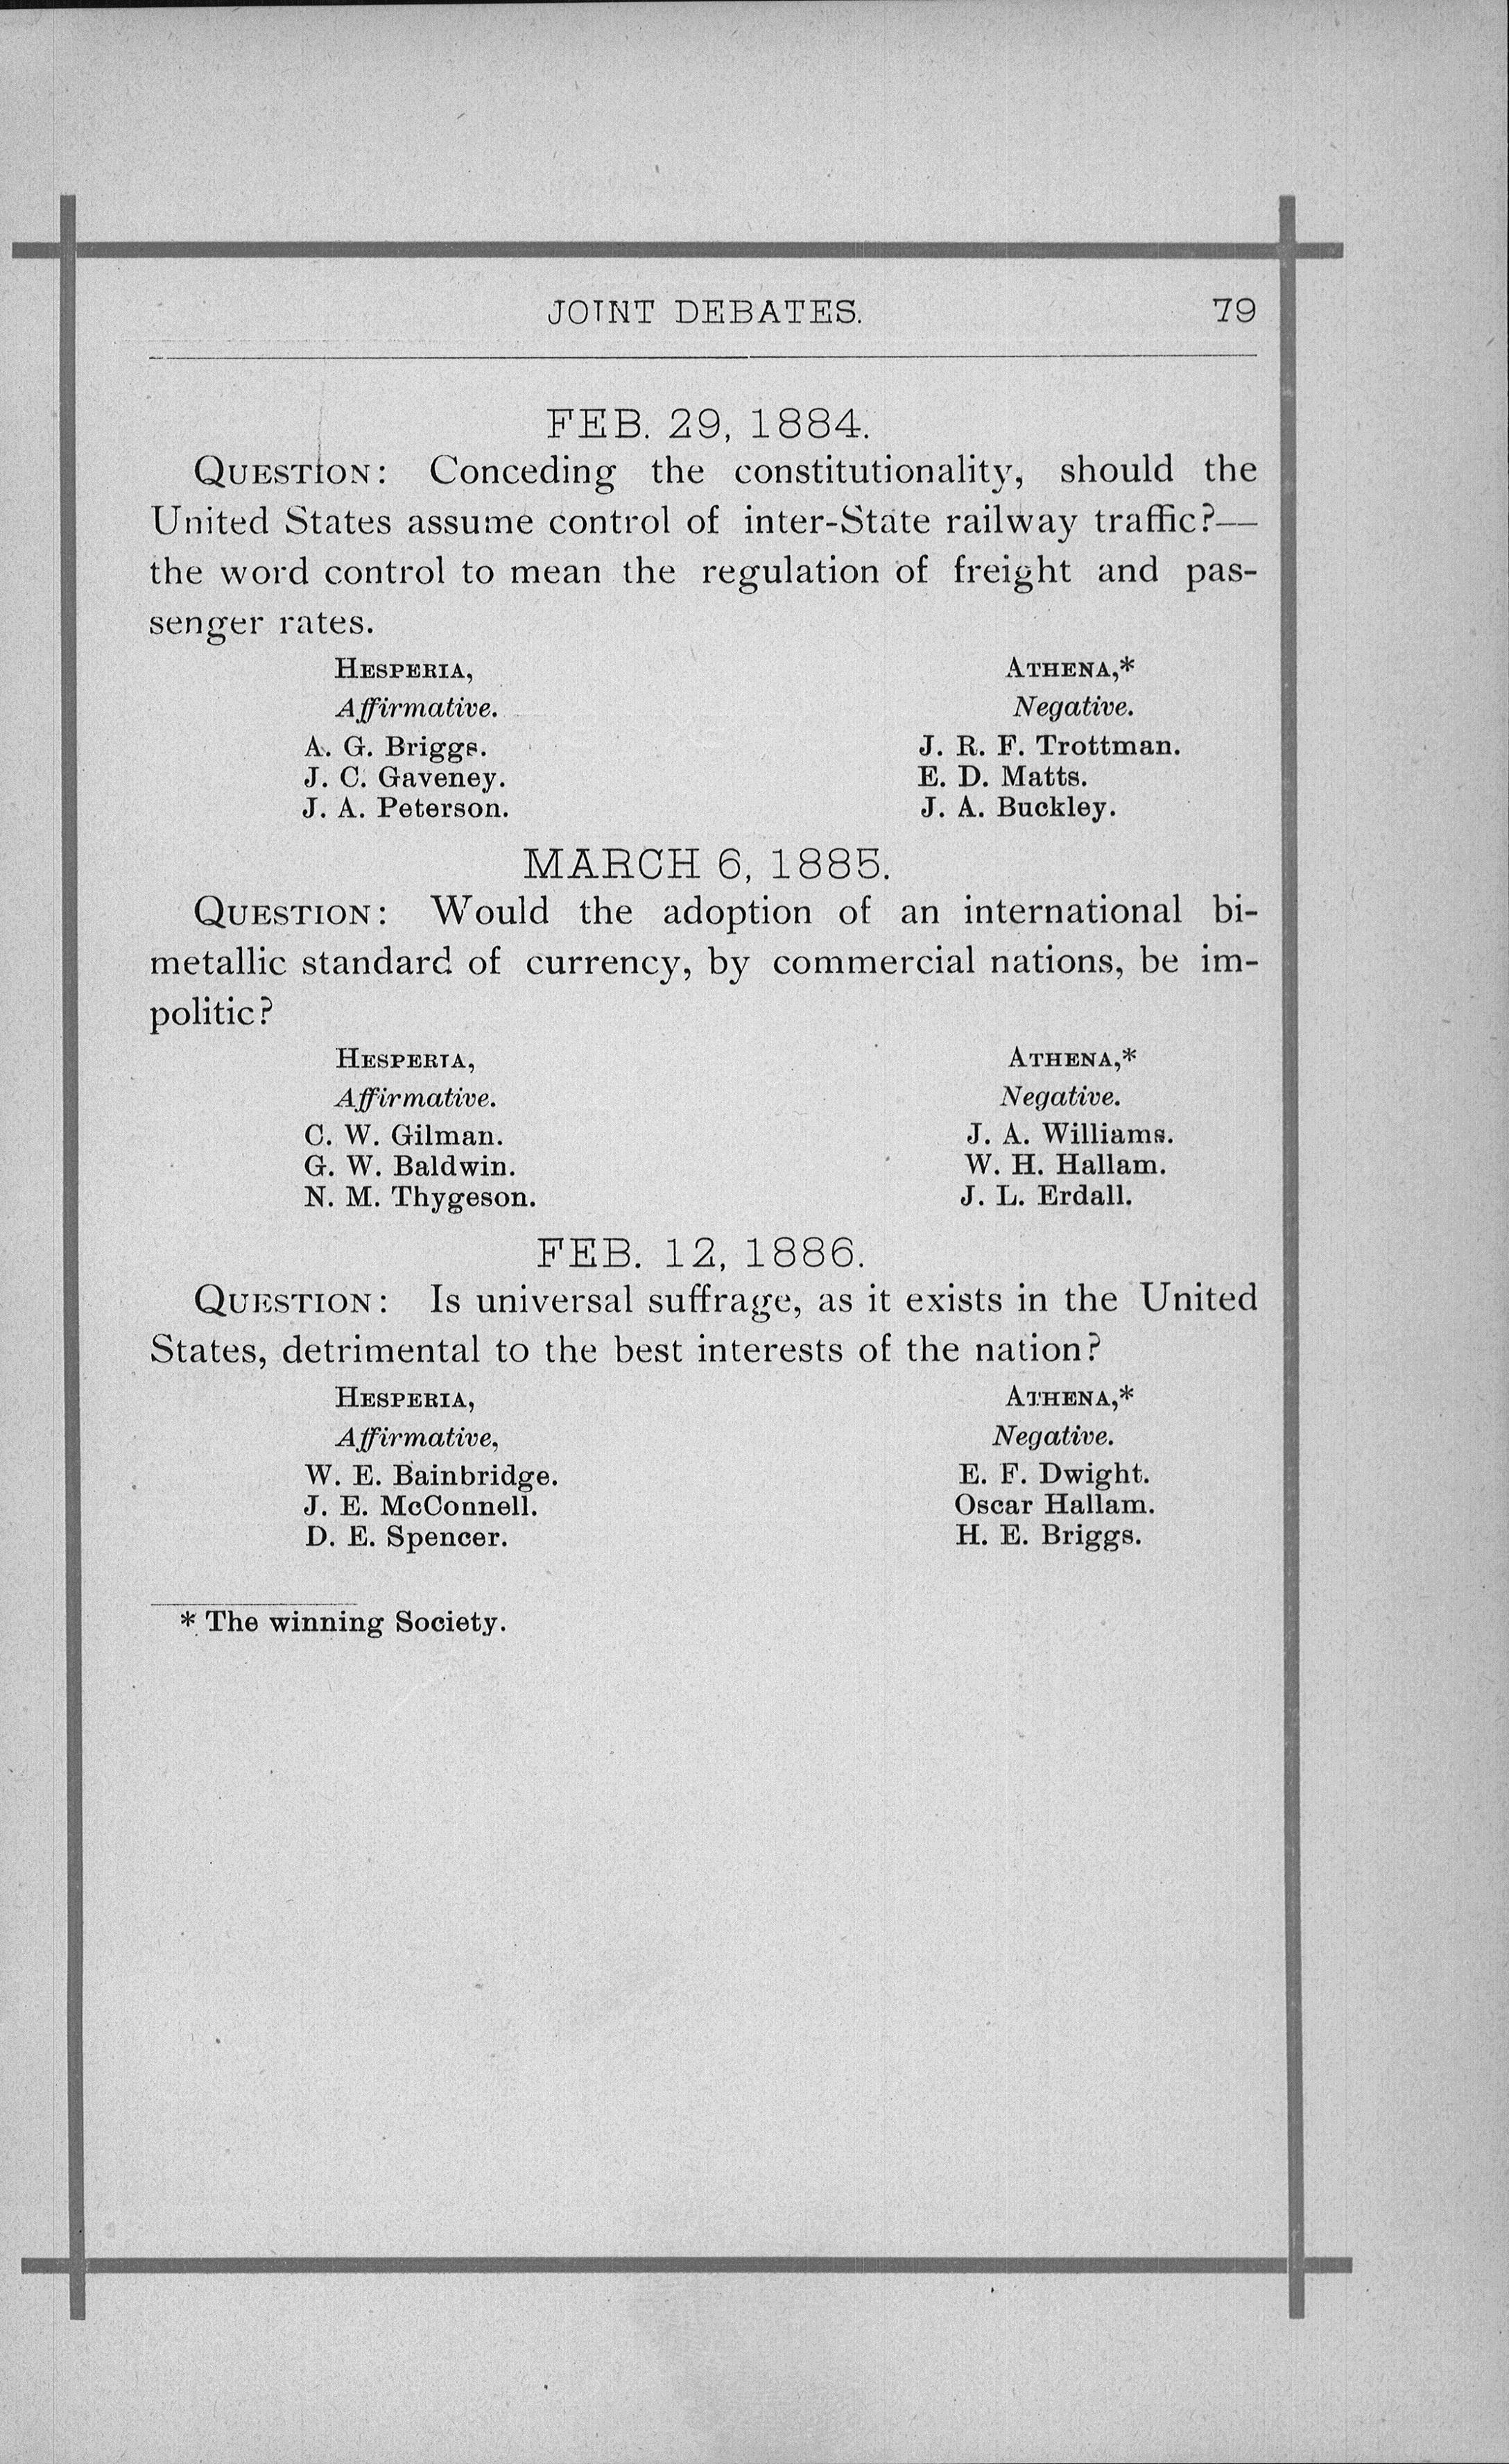 JOINT DEBATES. 79
FEB. 29, 1884.
QUESTION: Conceding the constitutionality, should the
United States assume control of inter-State railway traffic?—
the word control to mean the regulation of freight and pas-
senger rates.
HESPERIA, ATHENA,*
Affirmative. Negative.
A. G. Briggs. J. R. F. Trottman.
J. C. Gaveney. E. D. Matts.
J. A. Peterson. J. A. Buckley.
MARCH 6, 1885.
QUESTION: Would the adoption of an international bi-
metallic standard of currency, by commercial nations, be im-
politic?
HESPERIA, ATHENA,*
Affirmative. Negative.
C. W. Gilman. J. A. Williams.
G. W. Baldwin. W. H. Hallam.
N. M. Thygeson. J. L. Erdall.
FEB. 12, 1886.
QUESTION: Is universal suffrage, as it exists in the United
States, detrimental to the best interests of the nation?
HESPERIA, ATHENA,*
Affirmative, Negative.
W. E. Bainbridge. E. F. Dwight.
J. E. McConnell. Oscar Hallam.
D. E. Spencer. H. E. Briggs.
* The winning Society.